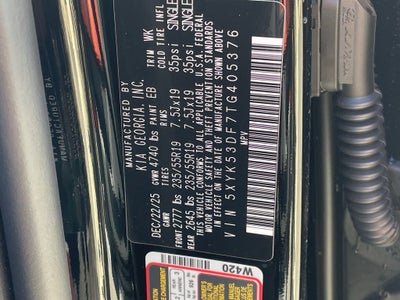 MANUFACTURED BY
KIA GEORGIA, INC.
DEC/22/25 GVWR 4740 lbs PAINT EB TRIM WK
GAWR TIRES RIMS COLD TIRE INFL
FRONT 2777 lbs 235/55R19 7.5Jx19 35psi SINGLE
REAR 2645 lbs 235/55R19 7.5Jx19 35psi SINGLE
THIS VEHICLE CONFORMS TO ALL APPLICABLE U.S.A. FEDERAL
MOTOR VEHICLE SAFETY BUMPER AND THEFT PREVENTION STANDARDS
IN EFFECT ON THE DATE OF MANUFACTURE SHOWN ABOVE
VIN 5XYK53DF7TG405376
MPV
W420